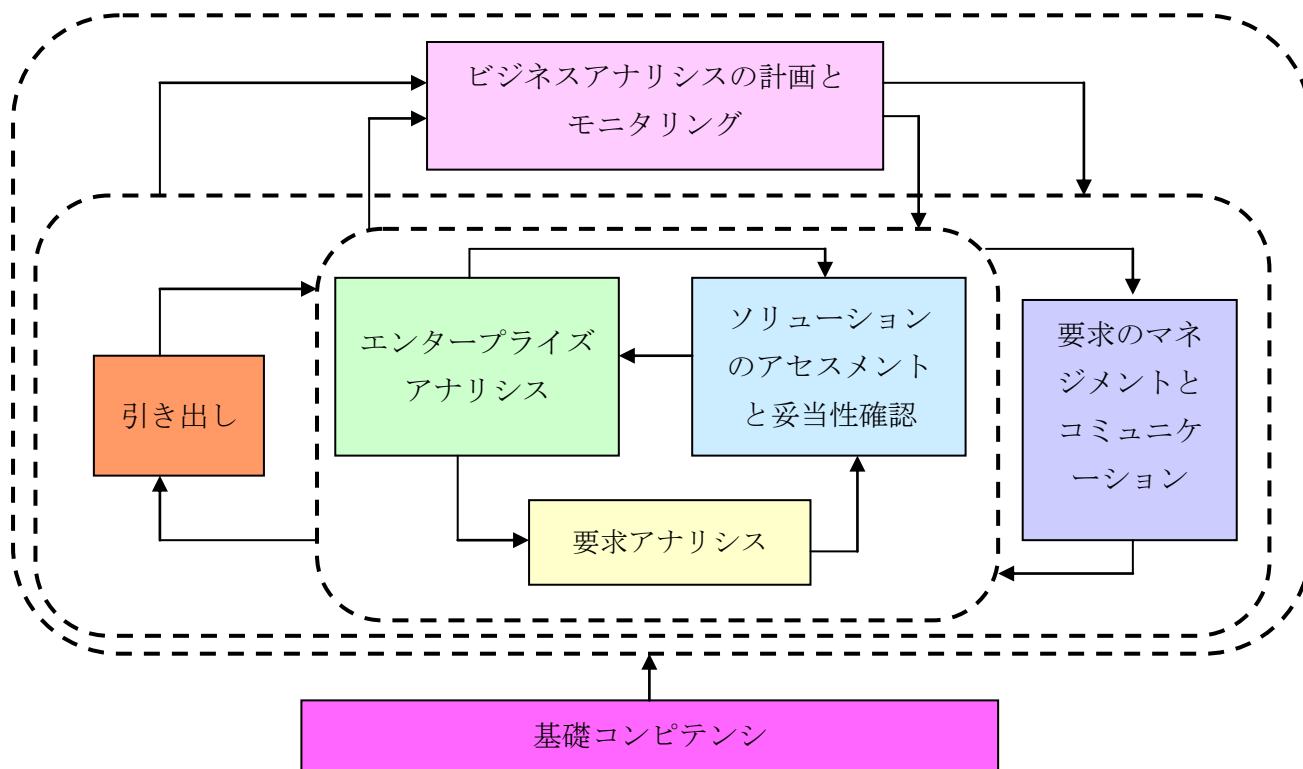 ビジネスアナリシスの計画と
モニタリング
エンタープライズ
アナリシス
ソリューション
のアセスメント
と妥当性確認
要求のマネ
ジメントと
コミュニケ
ーション
引き出し
要求アナリシス
基礎コンピテンシ